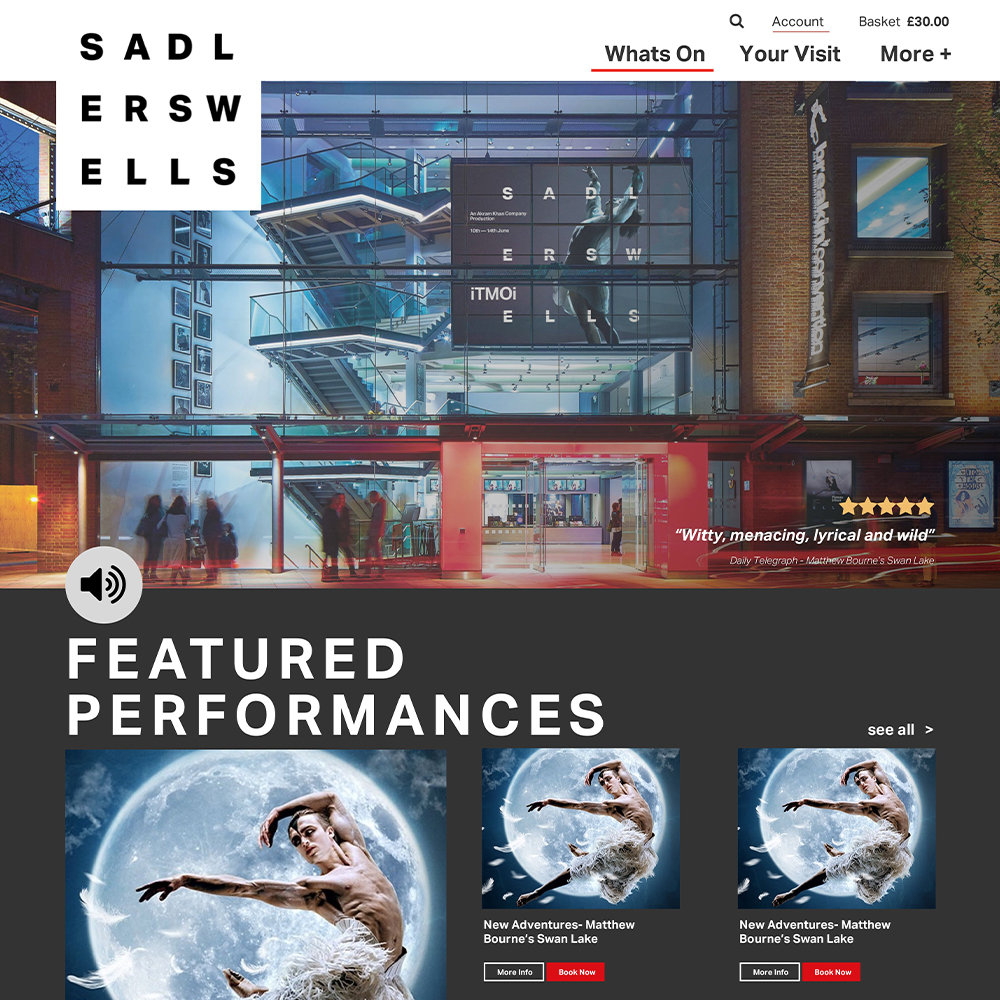 Account
Basket £30.00
Whats On
Your Visit
More +
SADL
ERSW
ELLS
SADL
An Akram Khan Company
Production
10th — 14th June
ERSW
iTMOi
ELLS
breakin'convention
“Witty, menacing, lyrical and wild”
Daily Telegraph - Matthew Bourne's Swan Lake
FEATURED
PERFORMANCES
see all >
New Adventures- Matthew
Bourne's Swan Lake
More Info
Book Now
New Adventures- Matthew
Bourne's Swan Lake
More Info
Book Now